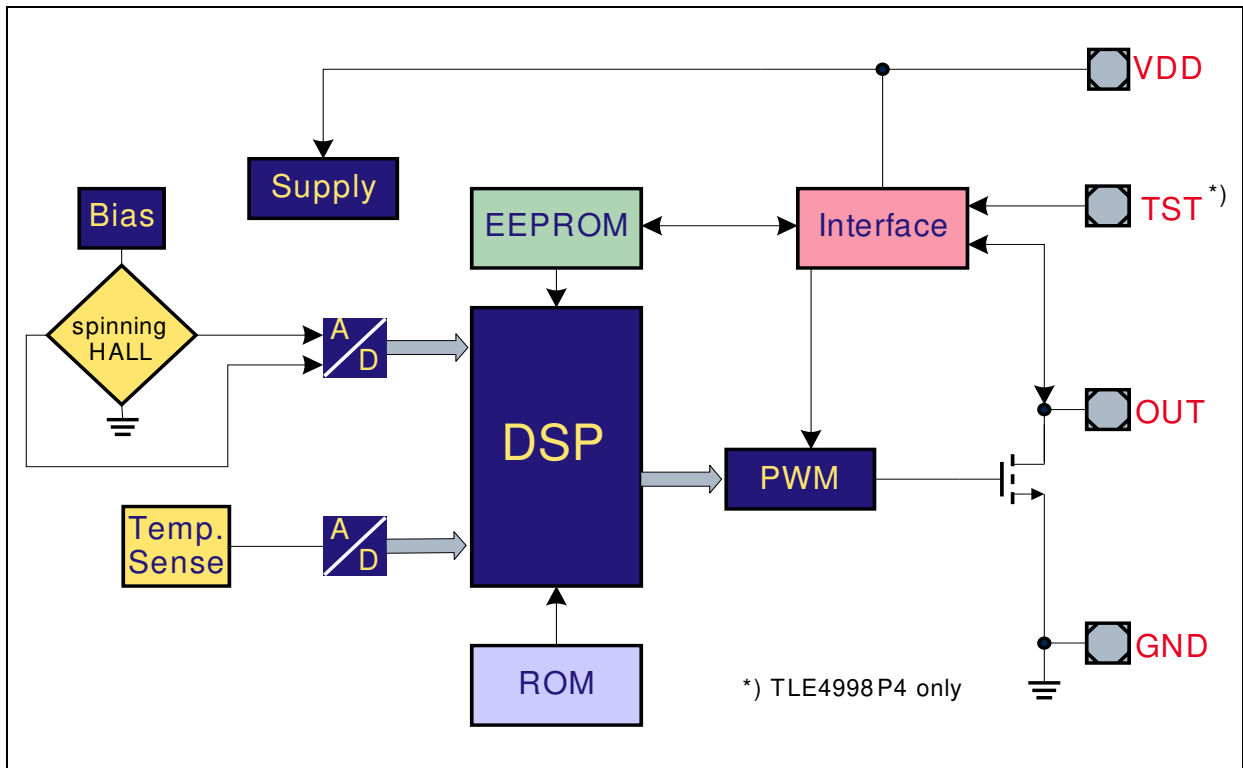 VDD
Supply
Bias
EEPROM
Interface
TST *)
spinning
HALL
A
D
DSP
OUT
PWM
Temp.
Sense
A
D
ROM
*) TLE4998P4 only
GND